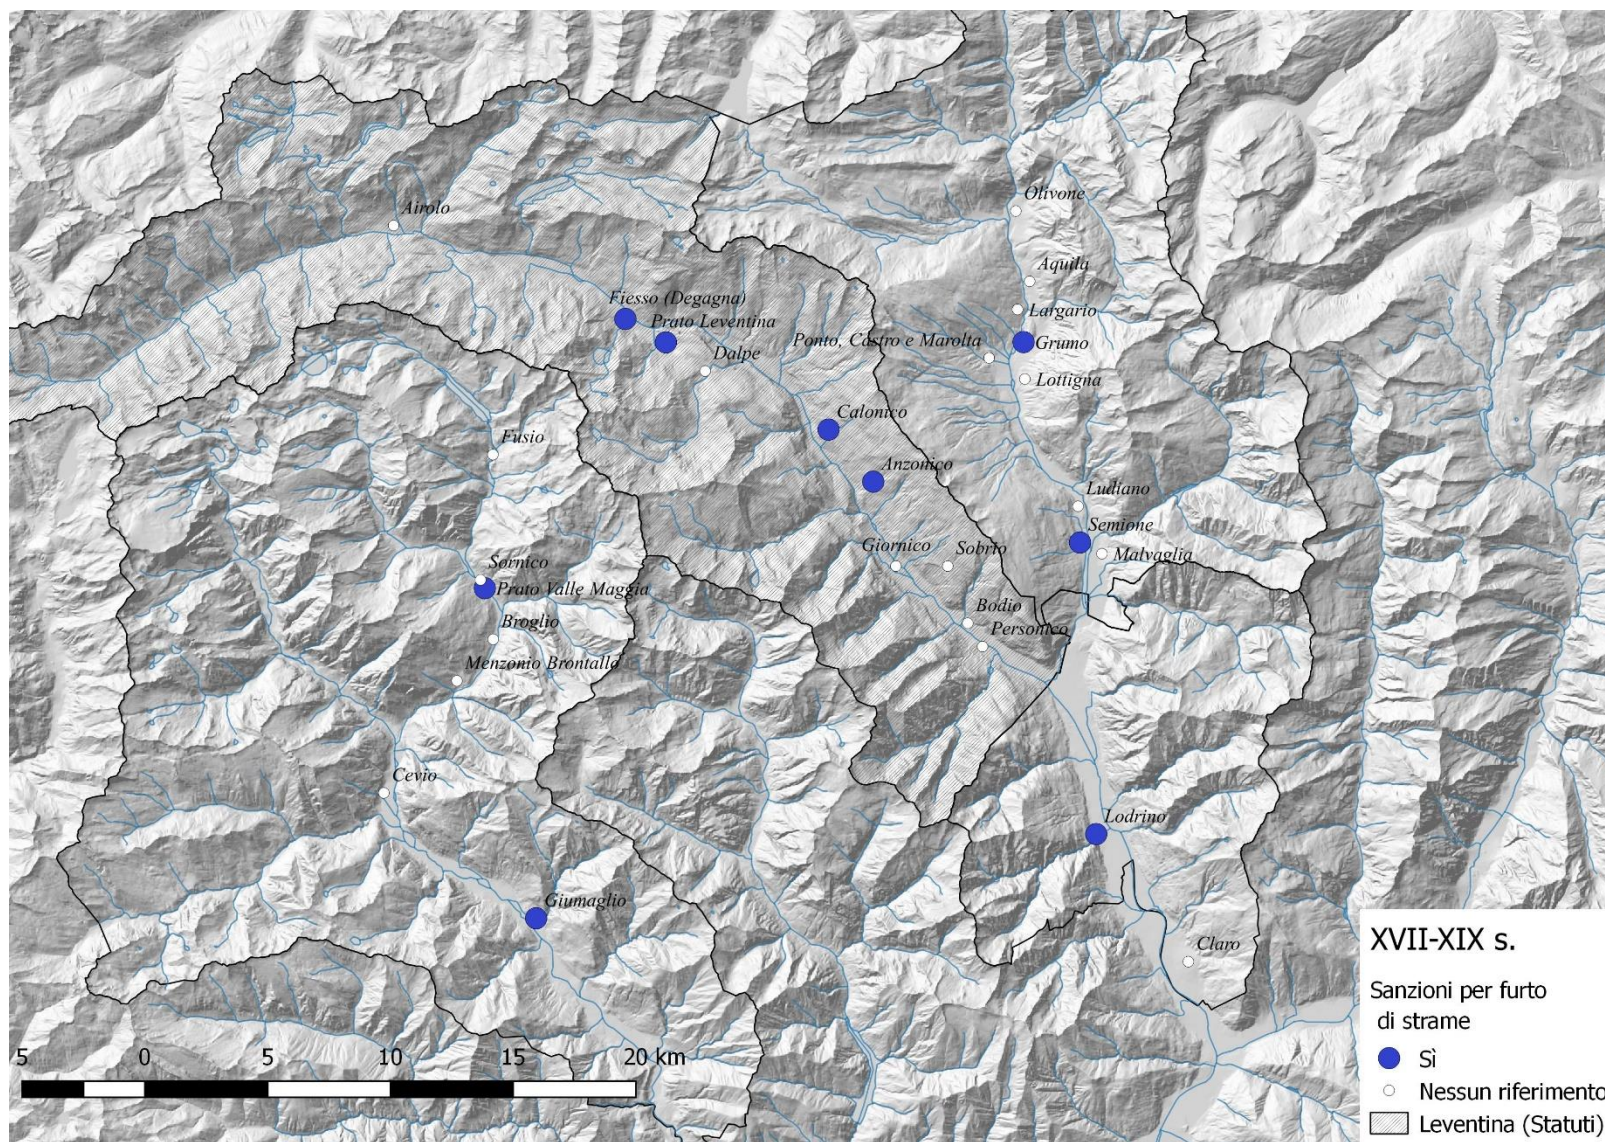 Olivone
Airolo
Aquila
Fiesso (Degagna)
Largario
Prato Leventina
Ponto, Castro e Marolta
Grumo
Dalpe
Lottigna
Calonico
Fusio
Anzonico
Ludiano
Semione
Giornico
Sobrio
Malvaglia
Sornico
Prato Valle Maggia
Bodio
Broglio
Personico
Menzonio Brontallo
Cevio
Lodrino
Giumaglio
Claro
5 0 5 10 15 20 km
XVII-XIX s.
Sanzioni per furto
di strame
Sì
Nessun riferimento
Leventina (Statuti)